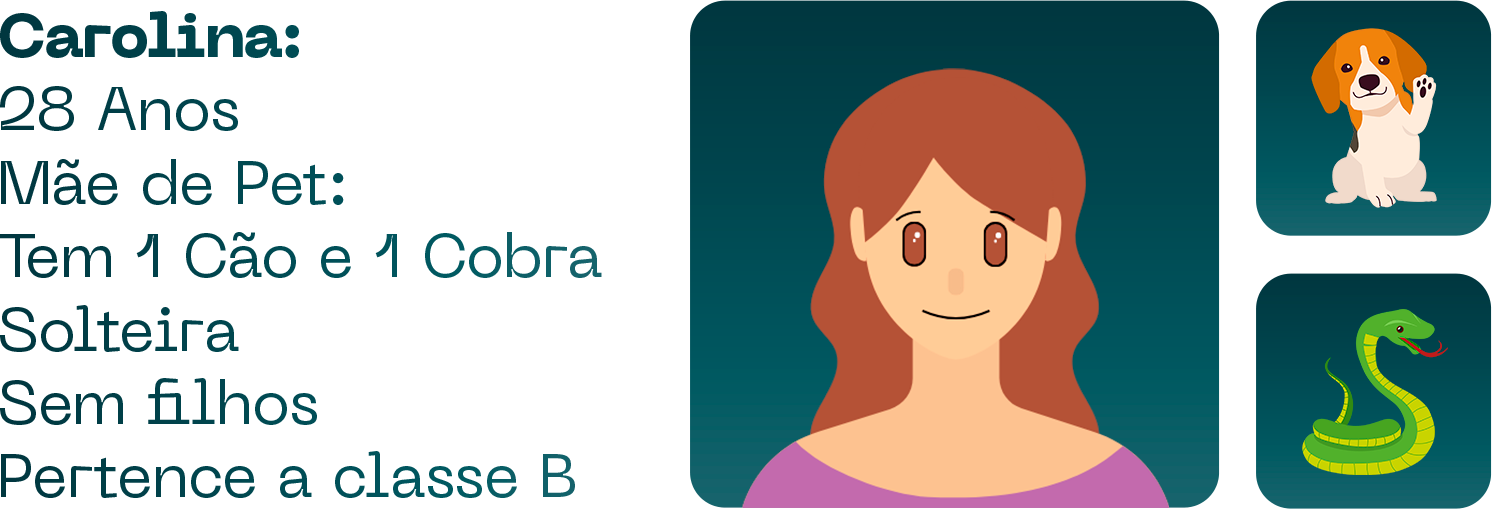 Carolina:
28 Anos
Mãe de Pet:
Tem 1 Cão e 1 Cobra
Solteira
Sem filhos
Pertence a classe B